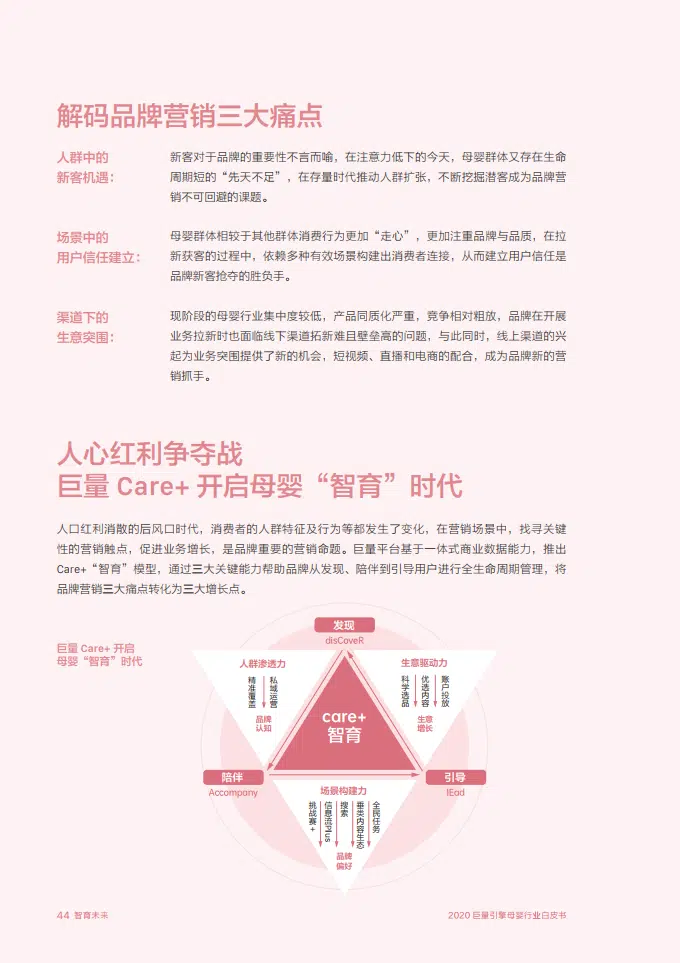 解码品牌营销三大痛点
人群中的
新客机遇：
新客对于品牌的重要性不言而喻，在注意力低下的今天，母婴群体又存在生命
周期短的“先天不足”，在存量时代推动人群扩张，不断挖掘潜客成为品牌营
销不可回避的课题。
场景中的
用户信任建立：
母婴群体相较于其他群体消费行为更加“走心”，更加注重品牌与品质，在拉
新获客的过程中，依赖多种有效场景构建出消费者连接，从而建立用户信任是
品牌新客抢夺的胜负手。
渠道下的
生意突围：
现阶段的母婴行业集中度较低，产品同质化严重，竞争相对粗放，品牌在开展
业务拉新时也面临线下渠道拓新难且壁垒高的问题，与此同时，线上渠道的兴
起为业务突围提供了新的机会，短视频、直播和电商的配合，成为品牌新的营
销抓手。
人心红利争夺战
巨量 Care+ 开启母婴“智育”时代
人口红利消散的后风口时代，消费者的人群特征及行为等都发生了变化，在营销场景中，找寻关键
性的营销触点，促进业务增长，是品牌重要的营销命题。巨量平台基于一体式商业数据能力，推出
Care+“智育”模型，通过三大关键能力帮助品牌从发现、陪伴到引导用户进行全生命周期管理，将
品牌营销三大痛点转化为三大增长点。
巨量 Care+ 开启
母婴“智育”时代
发现
disCoveR
人群渗透力
精准覆盖
私域运营
品牌
认知
生意驱动力
科学选品
优选内容
账户投放
生意
增长
care+
智育
陪伴
Accompany
引导
lEad
场景构建力
挑战赛+
信息流Plus
搜索
垂类内容生态
全民任务
品牌
偏好
44 智育未来
2020 巨量引擎母婴行业白皮书